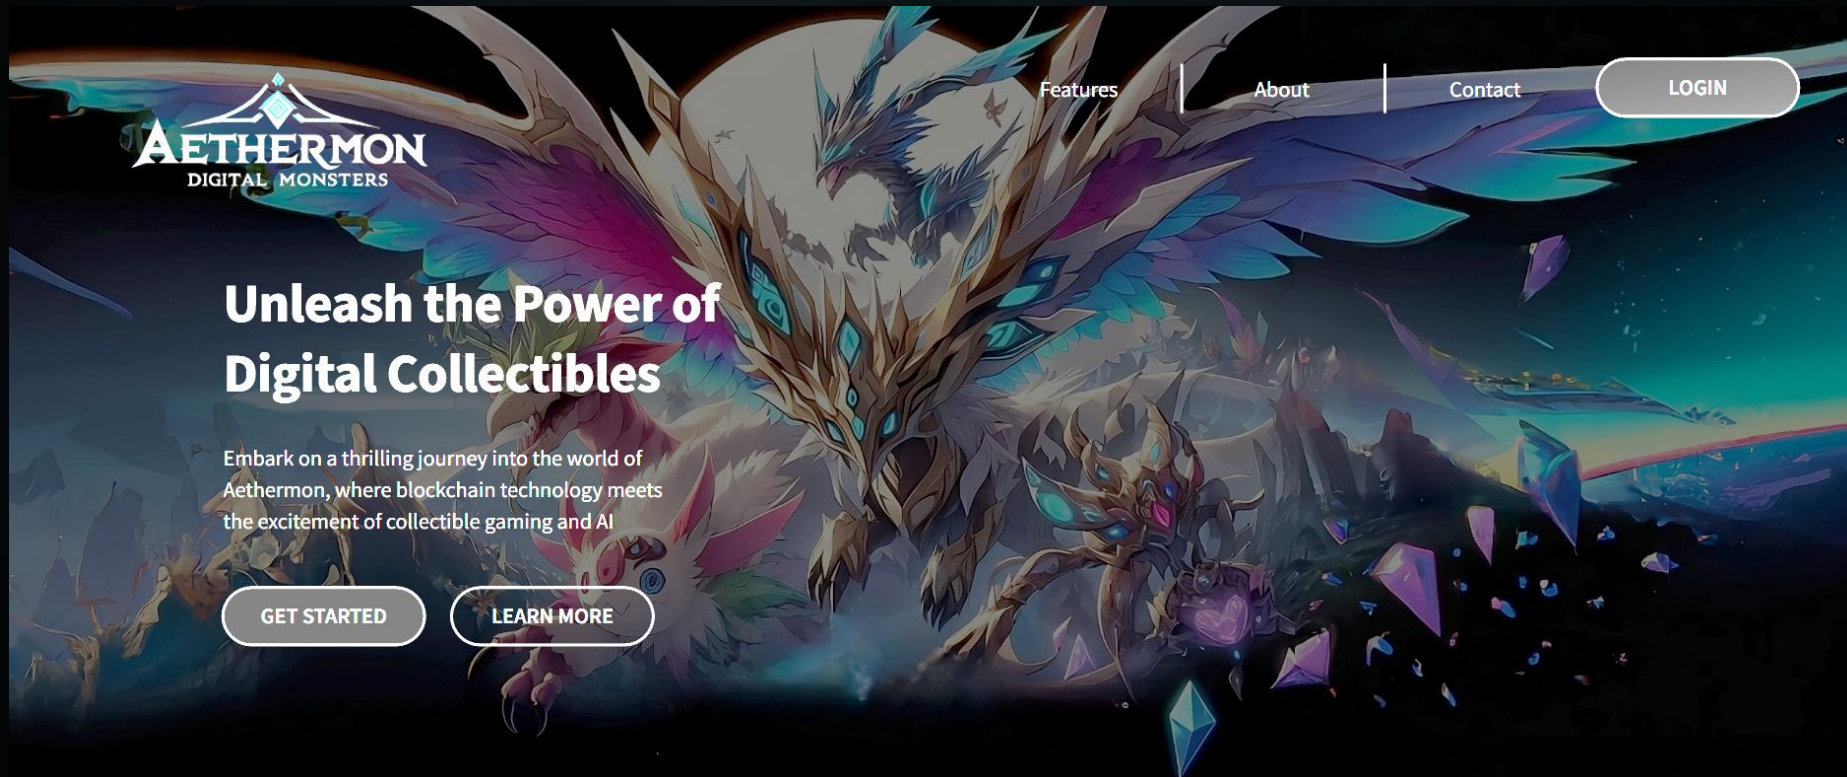 AETHERMON
DIGITAL MONSTERS
Features
About
Contact
LOGIN
Unleash the Power of
Digital Collectibles
Embark on a thrilling journey into the world of
Aethermon, where blockchain technology meets
the excitement of collectible gaming and AI
GET STARTED
LEARN MORE